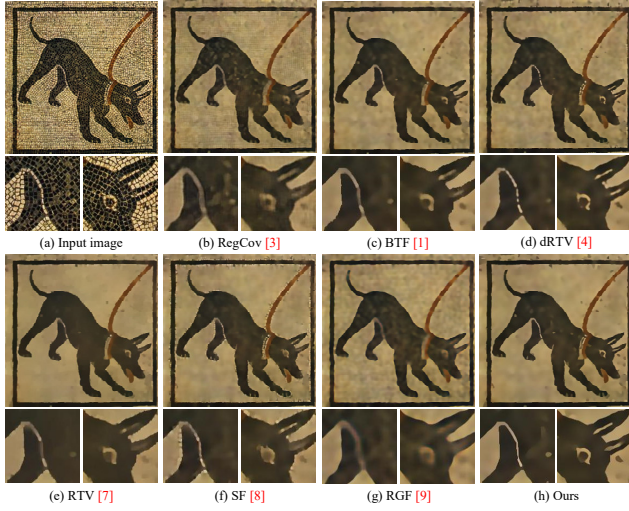 (a) Input image
(b) RegCov [3]
(c) BTF [1]
(d) dRTV [4]
(e) RTV [7]
(f) SF [8]
(g) RGF [9]
(h) Ours